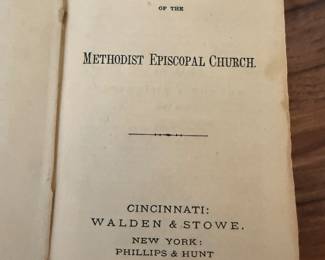 OF THE
METHODIST EPISCOPAL CHURCH.
CINCINNATI:
WALDEN & STOWE.
NEW YORK:
PHILLIPS & HUNT